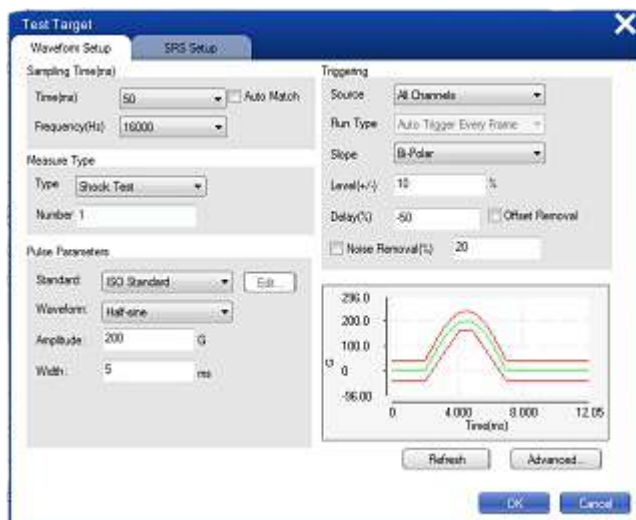 Test Target
Waveform Setup
SRS Setup
Sampling Time(ms)
Time(ms)
50
Auto Match
Frequency(Hz)
16000
Measure Type
Type
Shock Test
Number
1
Pulse Parameters
Standard:
ISO Standard
Edit...
Waveform:
Half-sine
Amplitude:
200
G
Width:
5
ms
Triggering
Source
All Channels
Run Type
Auto Trigger Every Frame
Slope
Bi-Polar
Level(+/-)
10
%
Delay(%)
-50
Offset Removal
Noise Removal(%)
20
296.0
200.0
100.0
0
-96.00
G
0
4.000
8.000
12.05
Time(ms)
Refresh
Advanced...
OK
Cancel